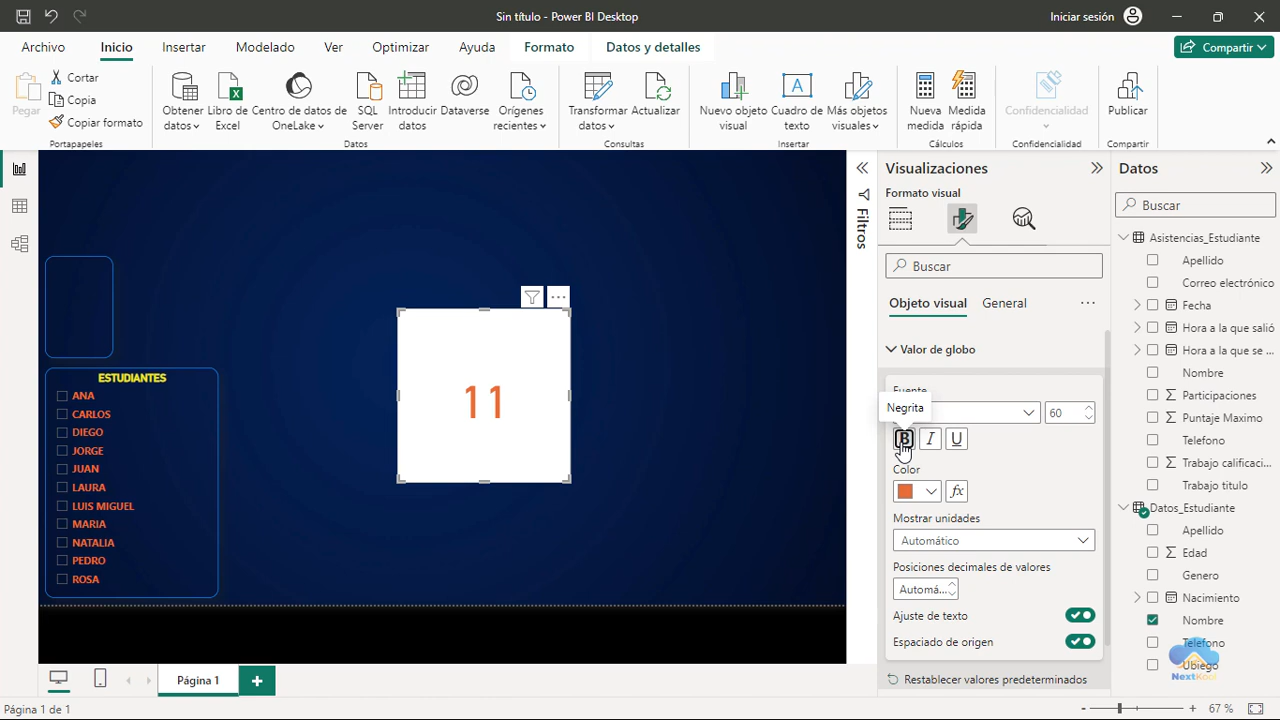 Sin título - Power BI Desktop
Iniciar sesión
Archivo Inicio Insertar Modelado Ver Optimizar Ayuda Formato Datos y detalles Compartir
Pegar
Cortar
Copia
Copiar formato
Portapapeles
Obtener datos
Libro de Excel
Centro de datos de OneLake
SQL Server
Introducir datos
Dataverse
Orígenes recientes
Datos
Transformar datos
Actualizar
Consultas
Nuevo objeto visual
Cuadro de texto
Más objetos visuales
Insertar
Nueva medida
Medida rápida
Cálculos
Confidencialidad
Confidencialidad
Publicar
Compartir
ESTUDIANTES
ANA
CARLOS
DIEGO
JORGE
JUAN
LAURA
LUIS MIGUEL
MARIA
NATALIA
PEDRO
ROSA
11
Filtros
Visualizaciones
Formato visual
Buscar
Objeto visual General
Valor de globo
Fuente
Negrita
60
B I U
Color
fx
Mostrar unidades
Automático
Posiciones decimales de valores
Automá...
Ajuste de texto
Espaciado de origen
Restablecer valores predeterminados
Datos
Buscar
Asistencias_Estudiante
Apellido
Correo electrónico
Fecha
Hora a la que salió
Hora a la que se ...
Nombre
Participaciones
Puntaje Maximo
Telefono
Trabajo calificaci...
Trabajo titulo
Datos_Estudiante
Apellido
Edad
Genero
Nacimiento
Nombre
Telefono
Ubiego
NextKool
Página 1
Página 1 de 1
67 %